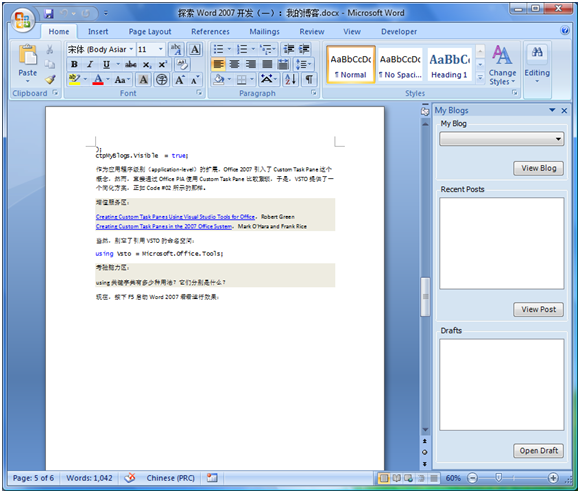 探索 Word 2007 开发（一）：我的博客.docx - Microsoft Word
Home Insert Page Layout References Mailings Review View Developer
宋体 (Body Asiar 11
AaBbCcDc AaBbCcDc AaBbC
Paste
¶ Normal ¶ No Spaci... Heading 1
Change Styles
Editing
Clipboard Font Paragraph Styles
My Blogs
My Blog
View Blog
Recent Posts
View Post
Drafts
Open Draft
);
ctpMyBlogs.Visible = true;
作为应用程序级别（application-level）的扩展，Office 2007 引入了 Custom Task Pane 这个
概念。然而，直接通过 Office PIA 使用 Custom Task Pane 比较繁琐，于是，VSTO 提供了一
个简化方案，正如 Code #02 所示的那样。
增值服务区：
Creating Custom Task Panes Using Visual Studio Tools for Office，Robert Green
Creating Custom Task Panes in the 2007 Office System，Mark O'Hara and Frank Rice
当然，别忘了引用 VSTO 的命名空间：
using Vsto = Microsoft.Office.Tools;
考验脑力区：
using 关键字共有多少种用法？它们分别是什么？
现在，按下 F5 启动 Word 2007 看看运行效果：
Page: 5 of 6 Words: 1,042 Chinese (PRC) 60%